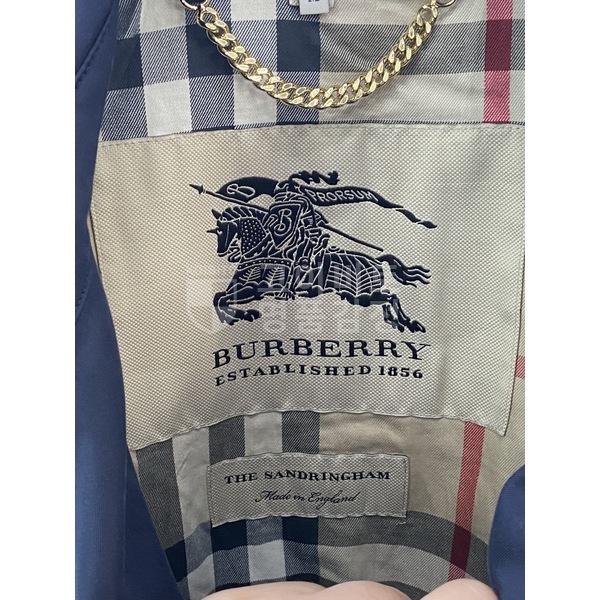 PRORSUM
B
B
BURBERRY
ESTABLISHED 1856
THE SANDRINGHAM
Made in England